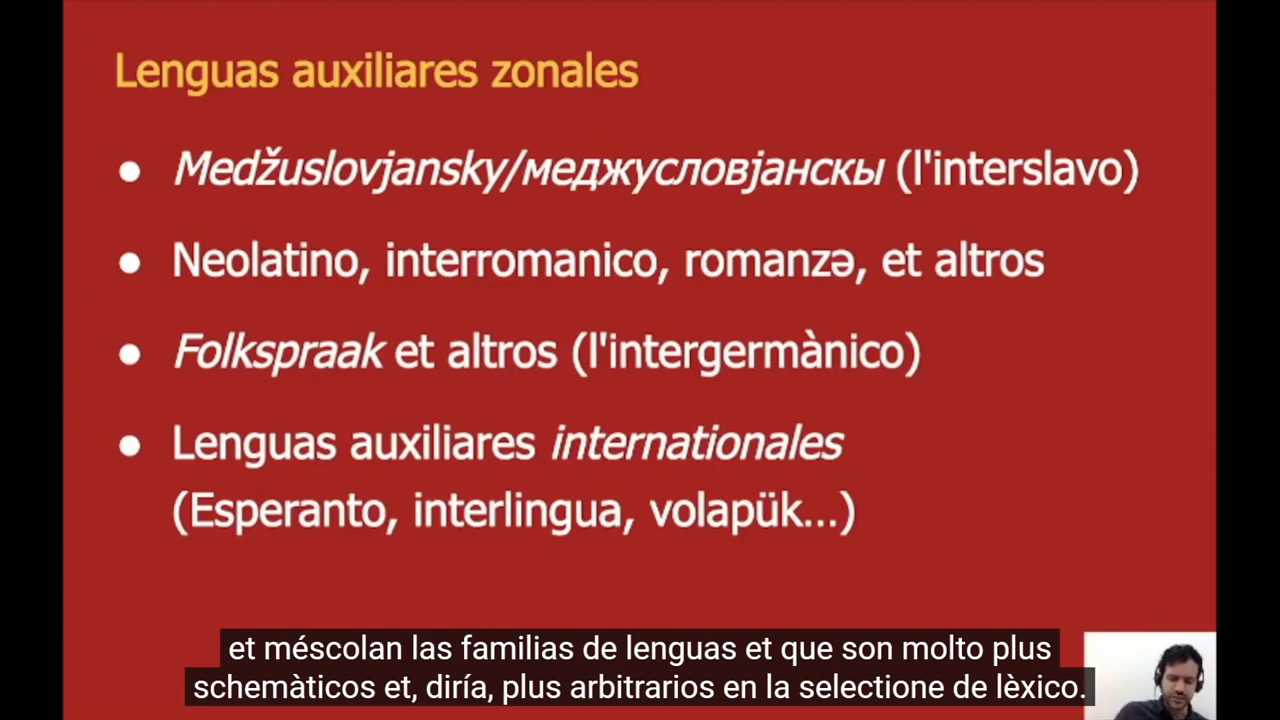 Lenguas auxiliares zonales
● Medžuslovjansky/меджусловјанскы (l'interslavo)
● Neolatino, interromanico, romanzə, et altros
● Folkspraak et altros (l'intergermànico)
● Lenguas auxiliares internationales
(Esperanto, interlingua, volapük...)
et méscolan las familias de lenguas et que son molto plus
schemàticos et, diría, plus arbitrarios en la selectione de lèxico.